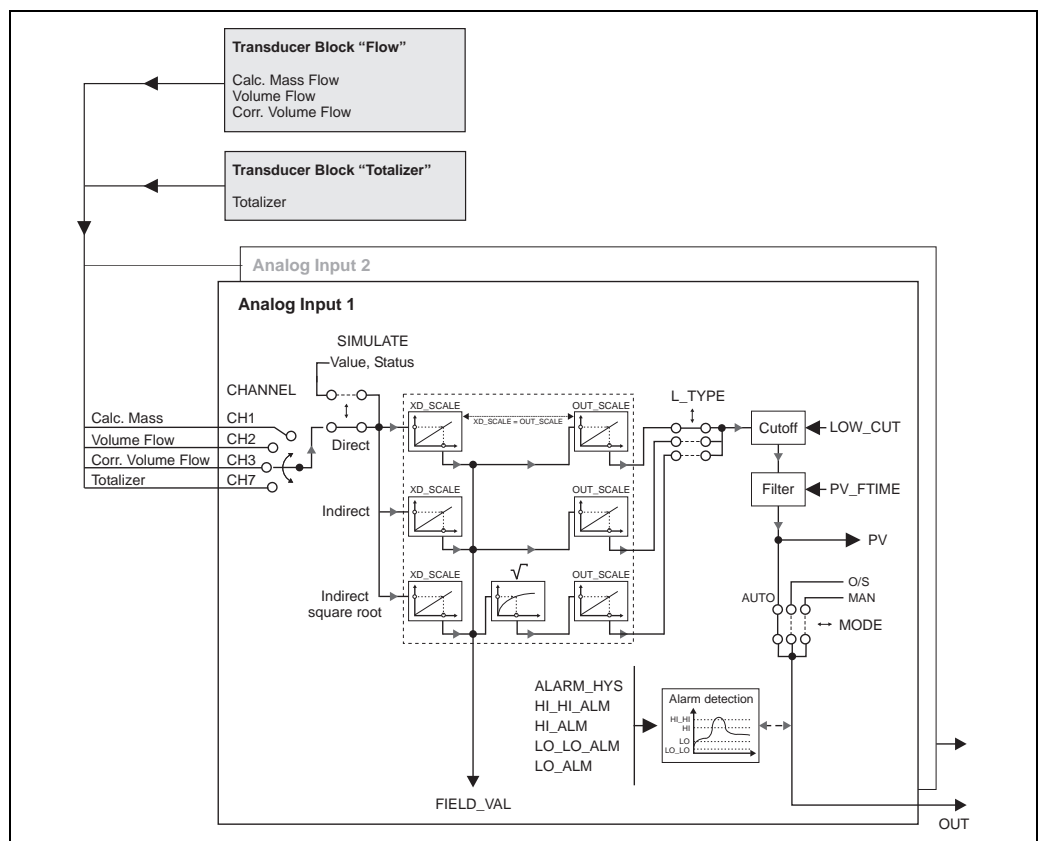 Transducer Block “Flow”
Calc. Mass Flow
Volume Flow
Corr. Volume Flow
Transducer Block “Totalizer”
Totalizer
Analog Input 2
Analog Input 1
SIMULATE
Value, Status
CHANNEL
Calc. Mass CH1
Volume Flow CH2
Corr. Volume Flow CH3
Totalizer CH7
Direct
XD_SCALE
XD_SCALE = OUT_SCALE
OUT_SCALE
L_TYPE
Cutoff
LOW_CUT
Indirect
XD_SCALE
OUT_SCALE
Filter
PV_FTIME
PV
Indirect
square root
XD_SCALE
√
OUT_SCALE
O/S
AUTO
MAN
MODE
ALARM_HYS
HI_HI_ALM
HI_ALM
LO_LO_ALM
LO_ALM
Alarm detection
HI_HI
HI
LO
LO_LO
FIELD_VAL
OUT